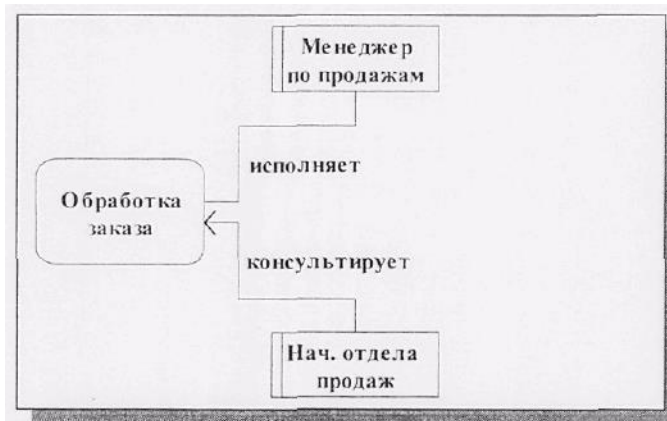 Менеджер
по продажам
исполняет
Обработка
заказа
консультирует
Нач. отдела
продаж